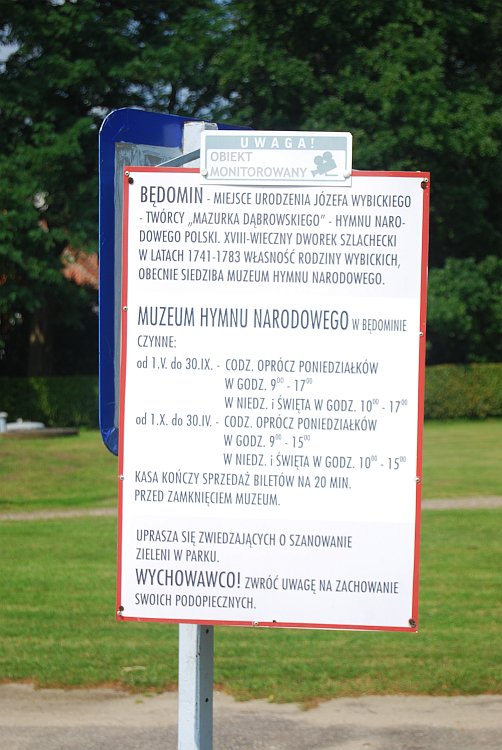 UWAGA!
OBIEKT
MONITOROWANY
BĘDOMIN - MIEJSCE URODZENIA JÓZEFA WYBICKIEGO
- TWÓRCY „MAZURKA DĄBROWSKIEGO" - HYMNU NARO-
DOWEGO POLSKI. XVIII-WIECZNY DWOREK SZLACHECKI
W LATACH 1741-1783 WŁASNOŚĆ RODZINY WYBICKICH,
OBECNIE SIEDZIBA MUZEUM HYMNU NARODOWEGO.
MUZEUM HYMNU NARODOWEGO W BĘDOMINIE
CZYNNE:
od 1.V. do 30.IX. - CODZ. OPRÓCZ PONIEDZIAŁKÓW
W GODZ. 9⁰⁰ - 17⁰⁰
W NIEDZ. i ŚWIĘTA W GODZ. 10⁰⁰ - 17⁰⁰
od 1.X. do 30.IV. - CODZ. OPRÓCZ PONIEDZIAŁKÓW
W GODZ. 9⁰⁰ - 15⁰⁰
W NIEDZ. i ŚWIĘTA W GODZ. 10⁰⁰ - 15⁰⁰
KASA KOŃCZY SPRZEDAŻ BILETÓW NA 20 MIN.
PRZED ZAMKNIĘCIEM MUZEUM.
UPRASZA SIĘ ZWIEDZAJĄCYCH O SZANOWANIE
ZIELENI W PARKU.
WYCHOWAWCO! ZWRÓĆ UWAGĘ NA ZACHOWANIE
SWOICH PODOPIECZNYCH.